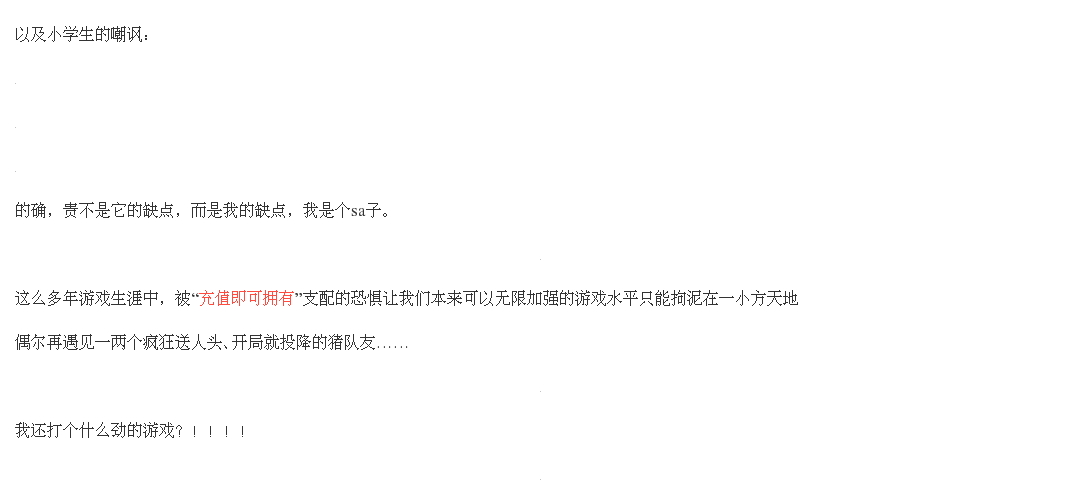 以及小学生的嘲讽：
的确，贵不是它的缺点，而是我的缺点，我是个sa子。
这么多年游戏生涯中，被“充值即可拥有”支配的恐惧让我们本来可以无限加强的游戏水平只能拘泥在一小方天地
偶尔再遇见一两个疯狂送人头、开局就投降的猪队友……
我还打个什么劲的游戏？！！！！